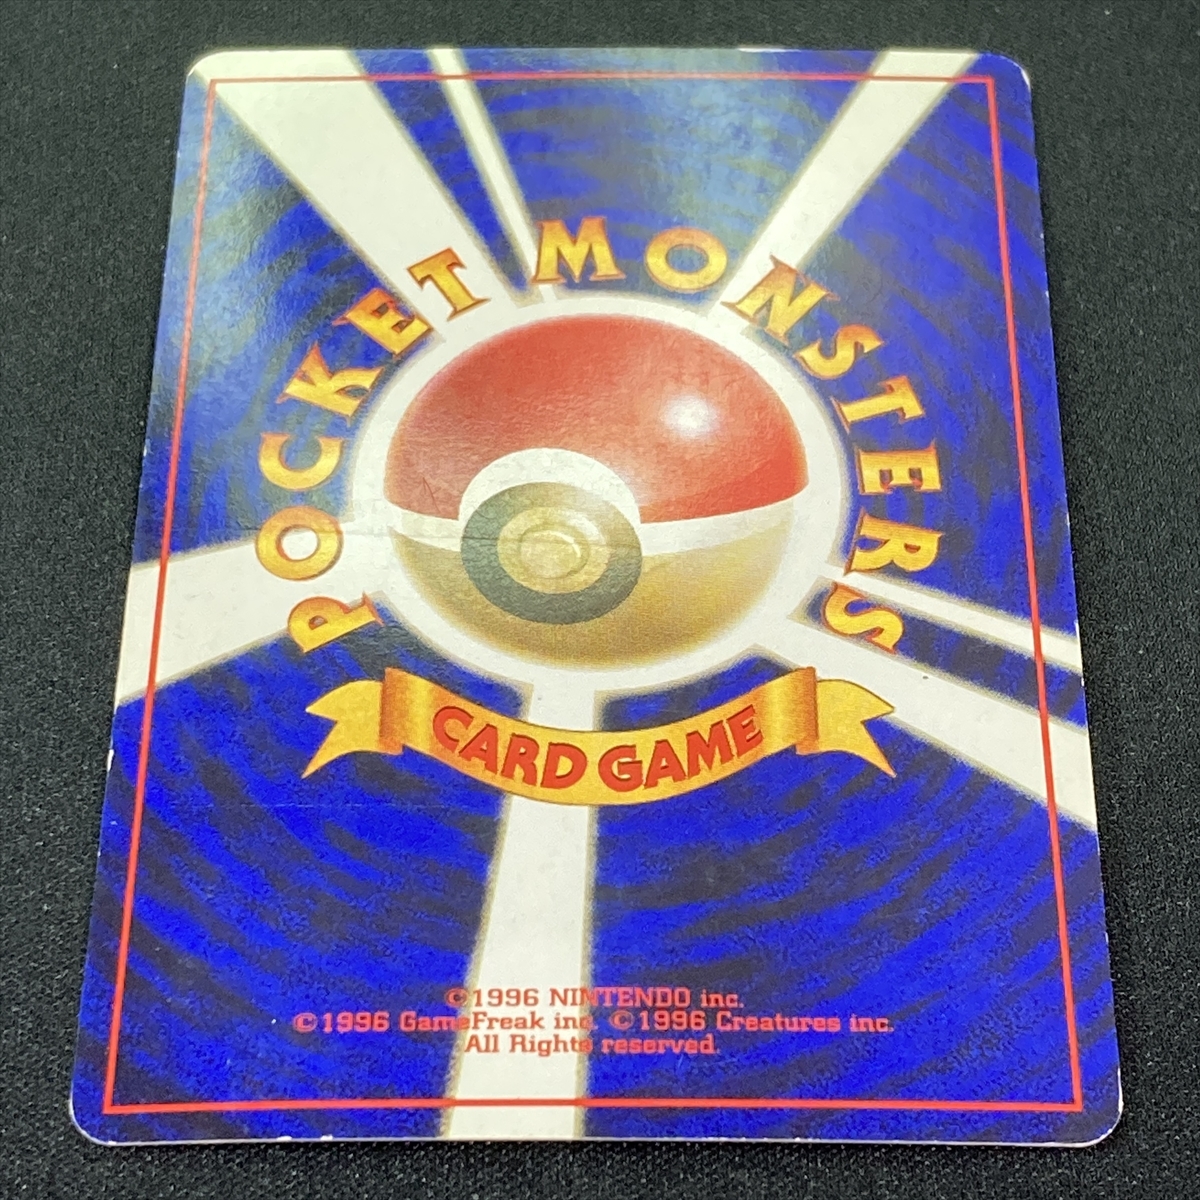 POCKET MONSTERS
CARD GAME
©1996 NINTENDO inc.
©1996 GameFreak inc. ©1996 Creatures inc.
All Rights reserved.